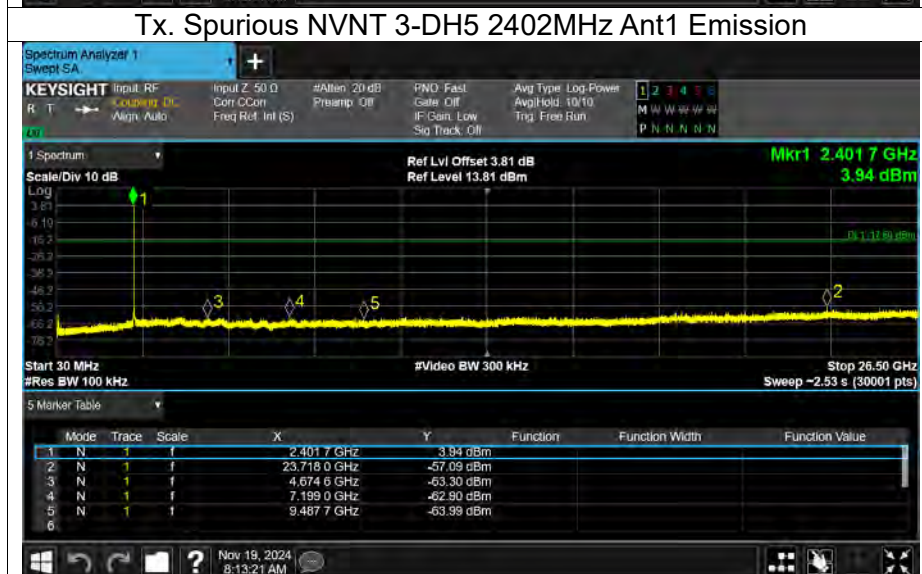 Tx. Spurious NVNT 3-DH5 2402MHz Ant1 Emission
Spectrum Analyzer 1
Swept SA
+
KEYSIGHT Input: RF Input Z: 50 Ω #Atten: 20 dB PNO: Fast Avg Type: Log-Power 1 2 3 4 5 6
R T Coupling: DC Corr CCorr Preamp: Off Gate: Off Avg|Hold: 10/10 M W W W W W
Align: Auto Freq Ref: Int (S) IF Gain: Low Trig: Free Run
Sig Track: Off P N N N N N
1 Spectrum Ref Lvl Offset 3.81 dB Mkr1 2.401 7 GHz
Scale/Div 10 dB Ref Level 13.81 dBm 3.94 dBm
Log
1
3.81
-6.19
-16.2
-26.2
-36.2
-46.2
2
3 4 5
-56.2
-66.2
-76.2
Start 30 MHz #Video BW 300 kHz Stop 26.50 GHz
#Res BW 100 kHz Sweep ~2.53 s (30001 pts)
5 Marker Table
Mode Trace Scale X Y Function Function Width Function Value
1 N 1 f 2.401 7 GHz 3.94 dBm
2 N 1 f 23.718 0 GHz -57.09 dBm
3 N 1 f 4.674 6 GHz -63.30 dBm
4 N 1 f 7.199 0 GHz -62.90 dBm
5 N 1 f 9.487 7 GHz -63.99 dBm
6
? Nov 19, 2024
8:13:21 AM